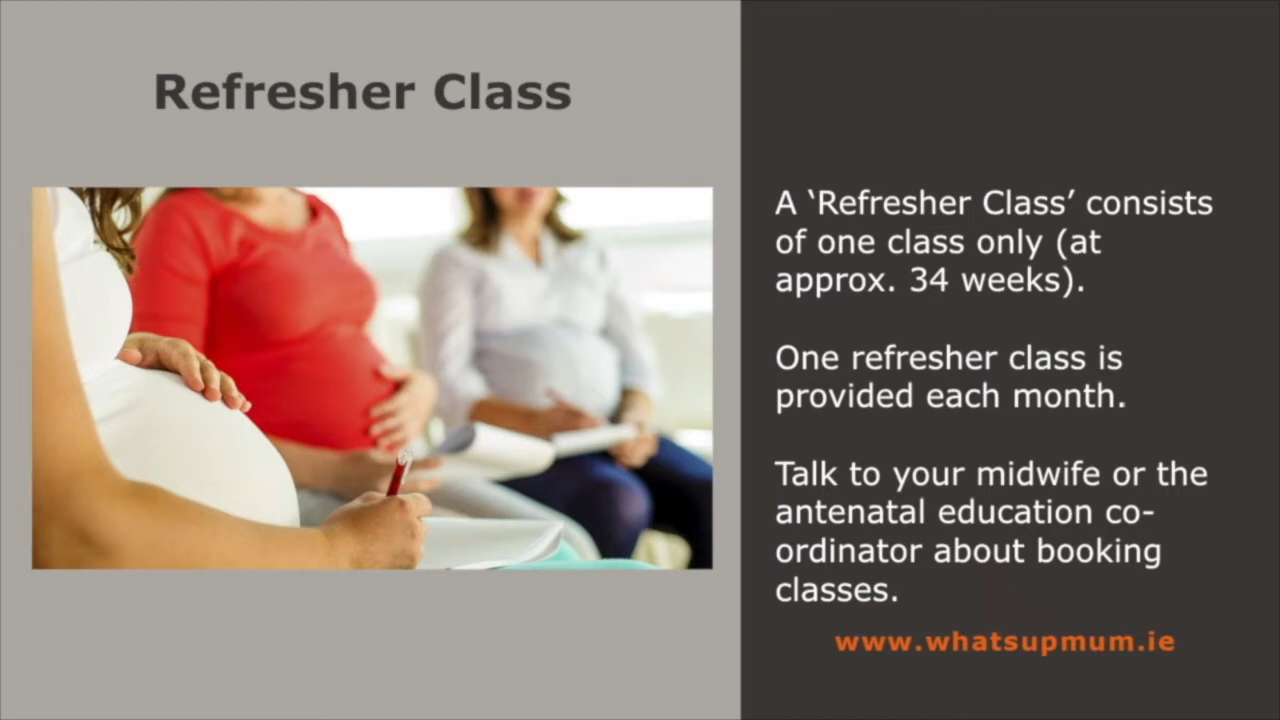 Refresher Class
A ‘Refresher Class’ consists
of one class only (at
approx. 34 weeks).
One refresher class is
provided each month.
Talk to your midwife or the
antenatal education co-
ordinator about booking
classes.
www.whatsupmum.ie